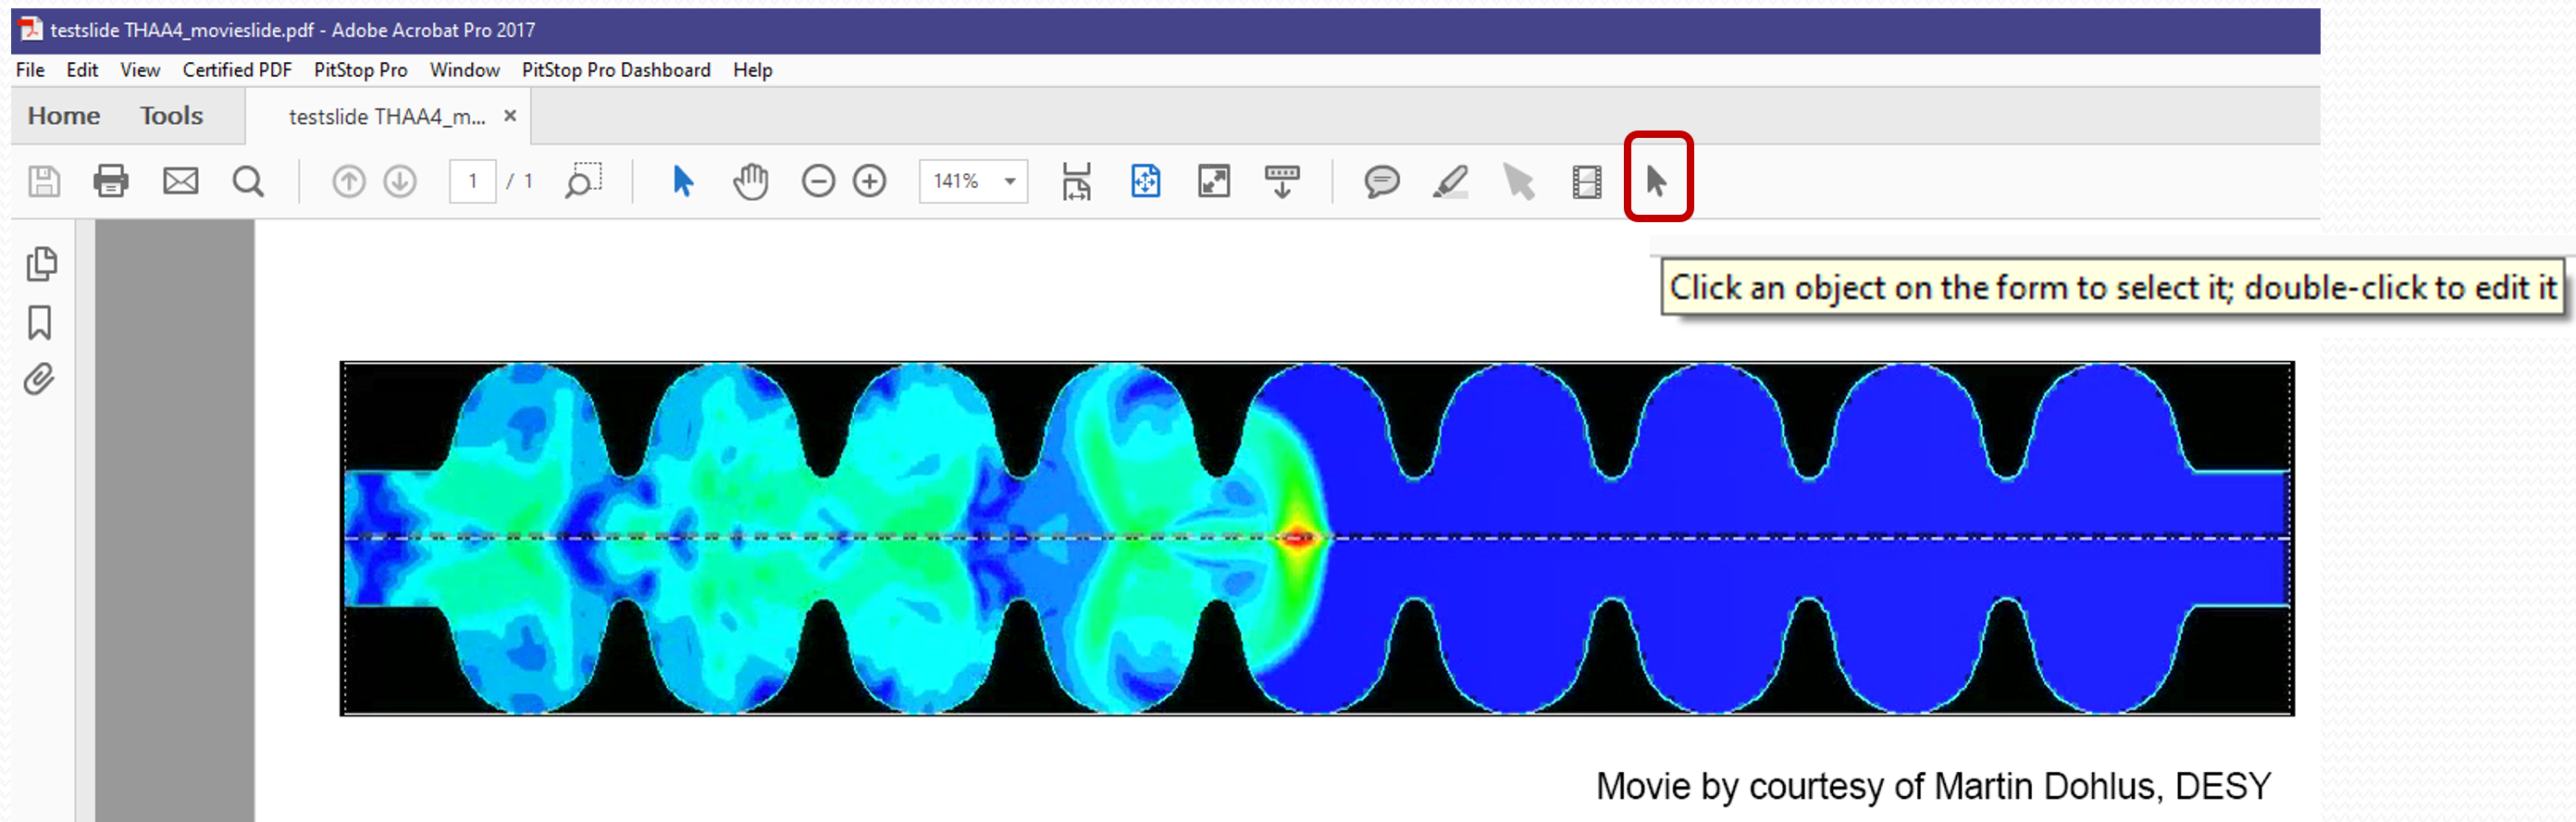 testslide THAA4_movieslide.pdf - Adobe Acrobat Pro 2017
File Edit View Certified PDF PitStop Pro Window PitStop Pro Dashboard Help
Home Tools testslide THAA4_m... ×
1 / 1 141%
Click an object on the form to select it; double-click to edit it
Movie by courtesy of Martin Dohlus, DESY